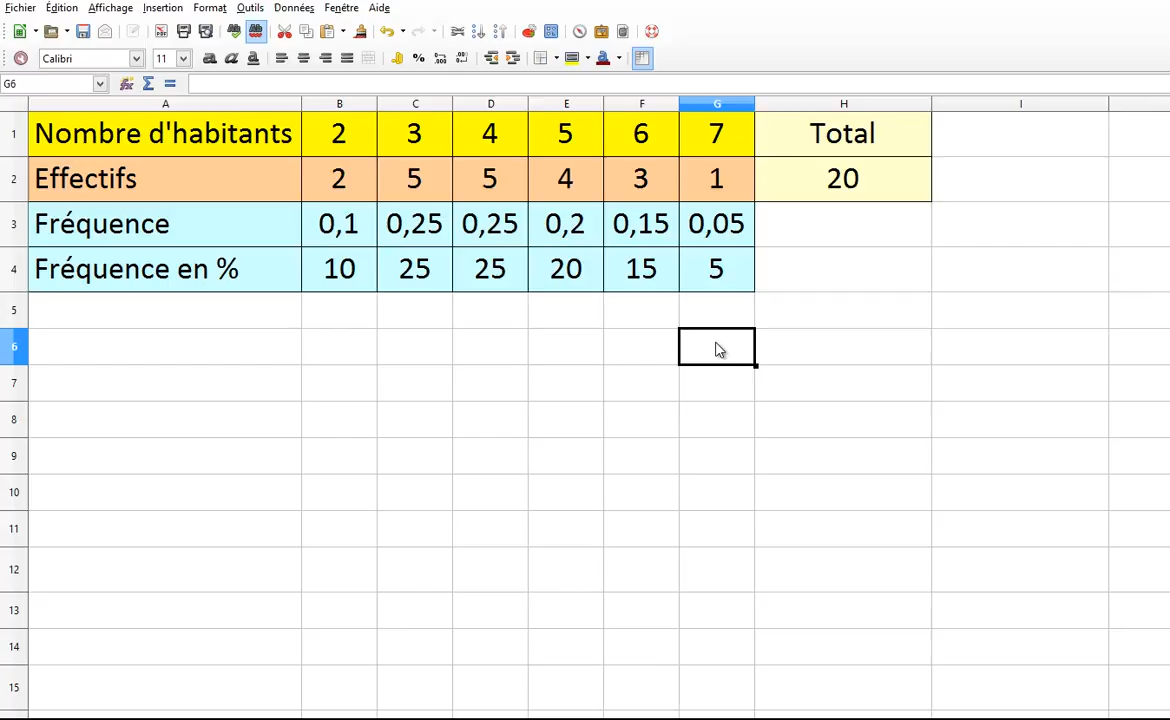 Fichier Édition Affichage Insertion Format Outils Données Fenêtre Aide
Calibri 11 a a a %
G6 Σ =
A B C D E F G H I
1 Nombre d'habitants 2 3 4 5 6 7 Total
2 Effectifs 2 5 5 4 3 1 20
3 Fréquence 0,1 0,25 0,25 0,2 0,15 0,05
4 Fréquence en % 10 25 25 20 15 5
5
6
7
8
9
10
11
12
13
14
15